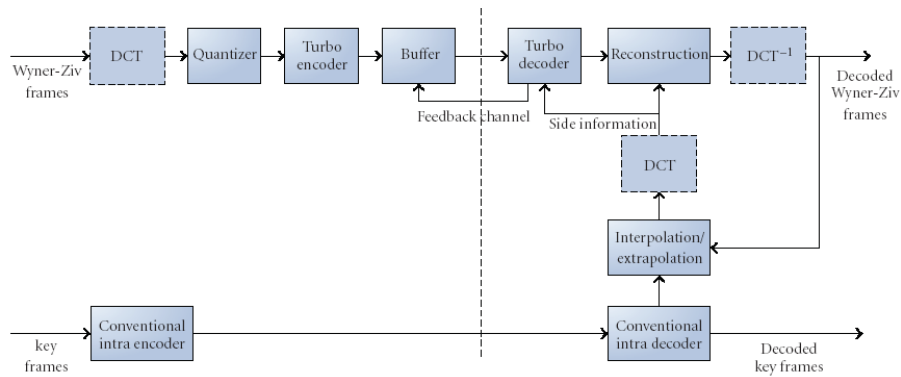 DCT
Quantizer
Turbo
encoder
Buffer
Turbo
decoder
Reconstruction
DCT⁻¹
Wyner-Ziv
frames
Decoded
Wyner-Ziv
frames
Feedback channel
Side information
DCT
Interpolation/
extrapolation
Conventional
intra encoder
Conventional
intra decoder
key
frames
Decoded
key frames